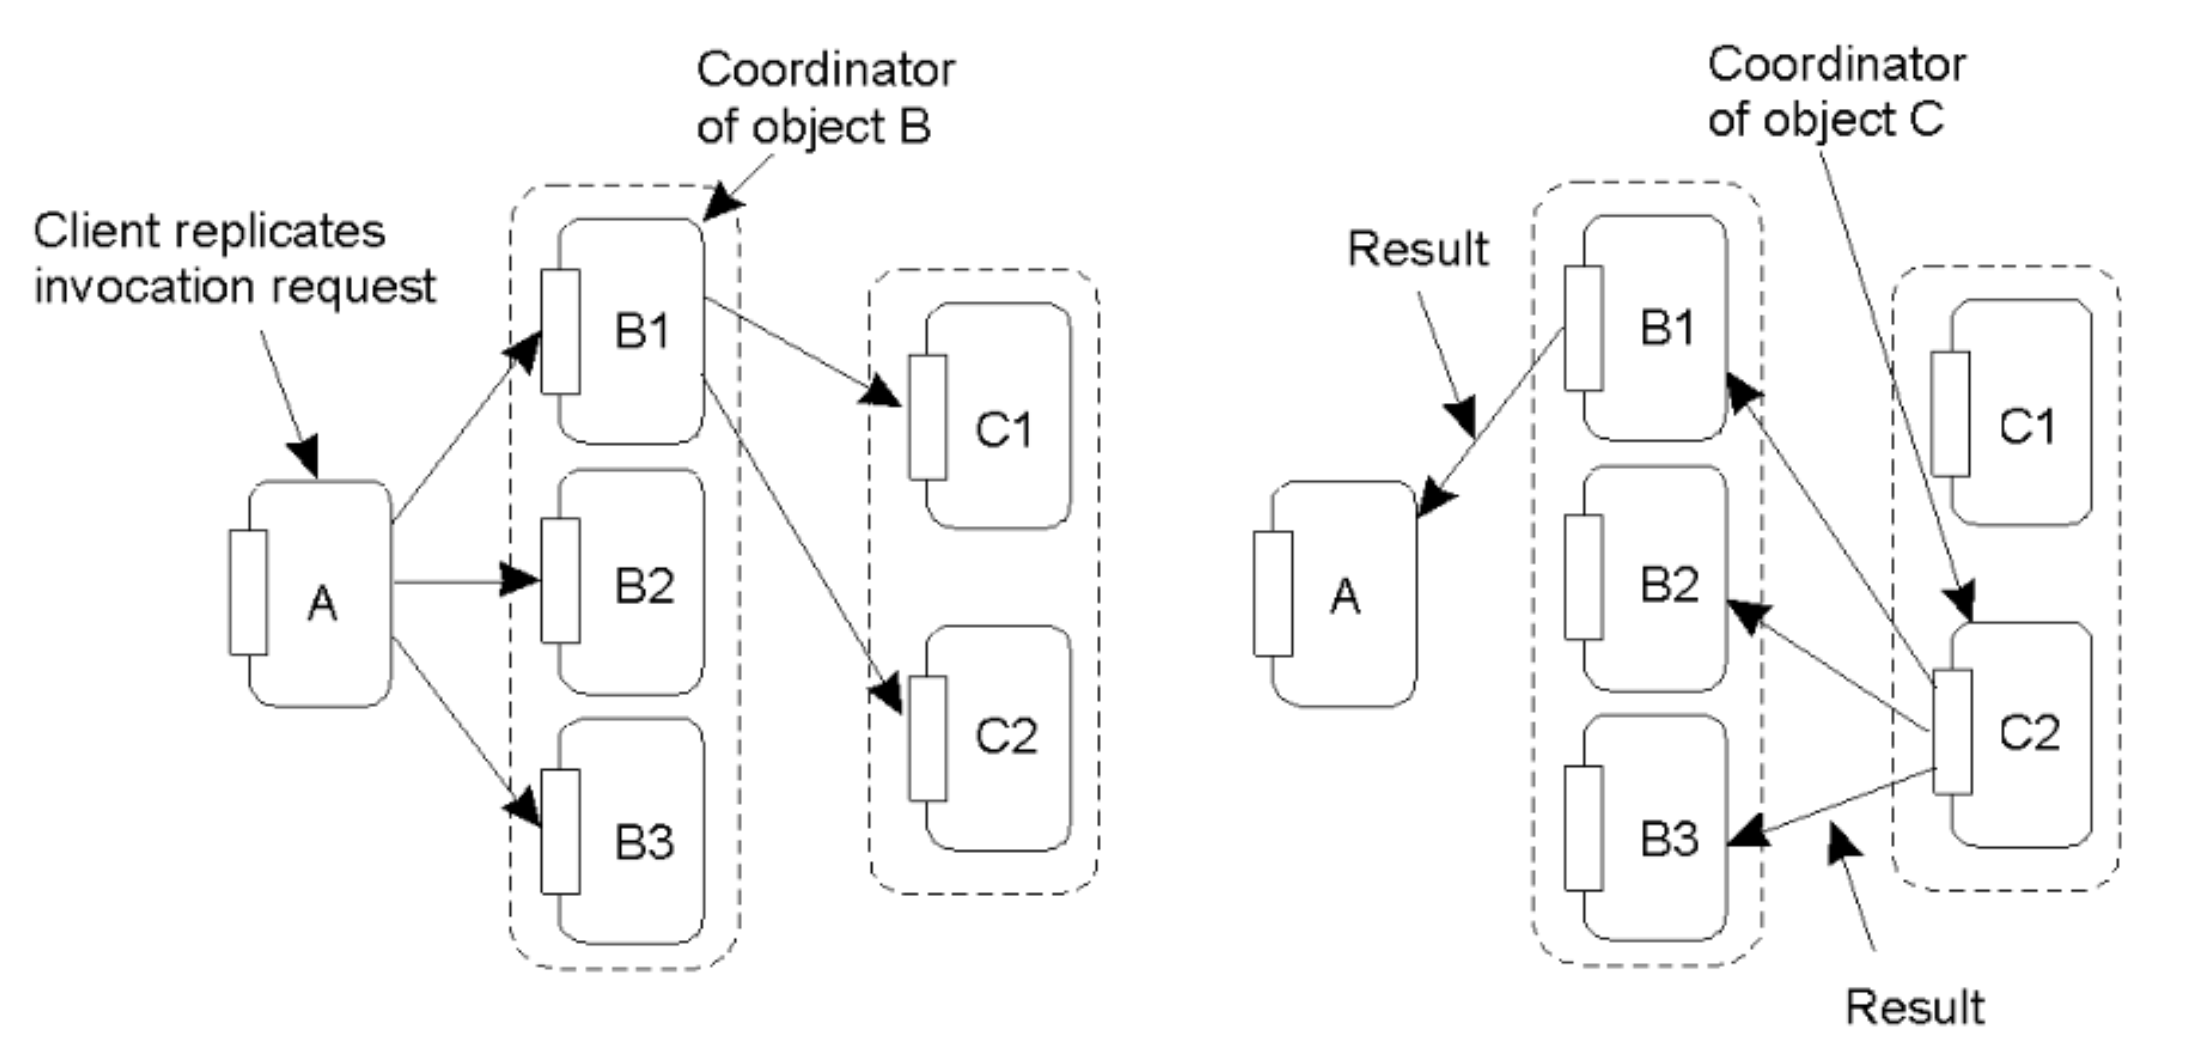 Coordinator
of object B
Client replicates
invocation request
B1
C1
A
B2
C2
B3
Coordinator
of object C
Result
B1
C1
A
B2
C2
B3
Result